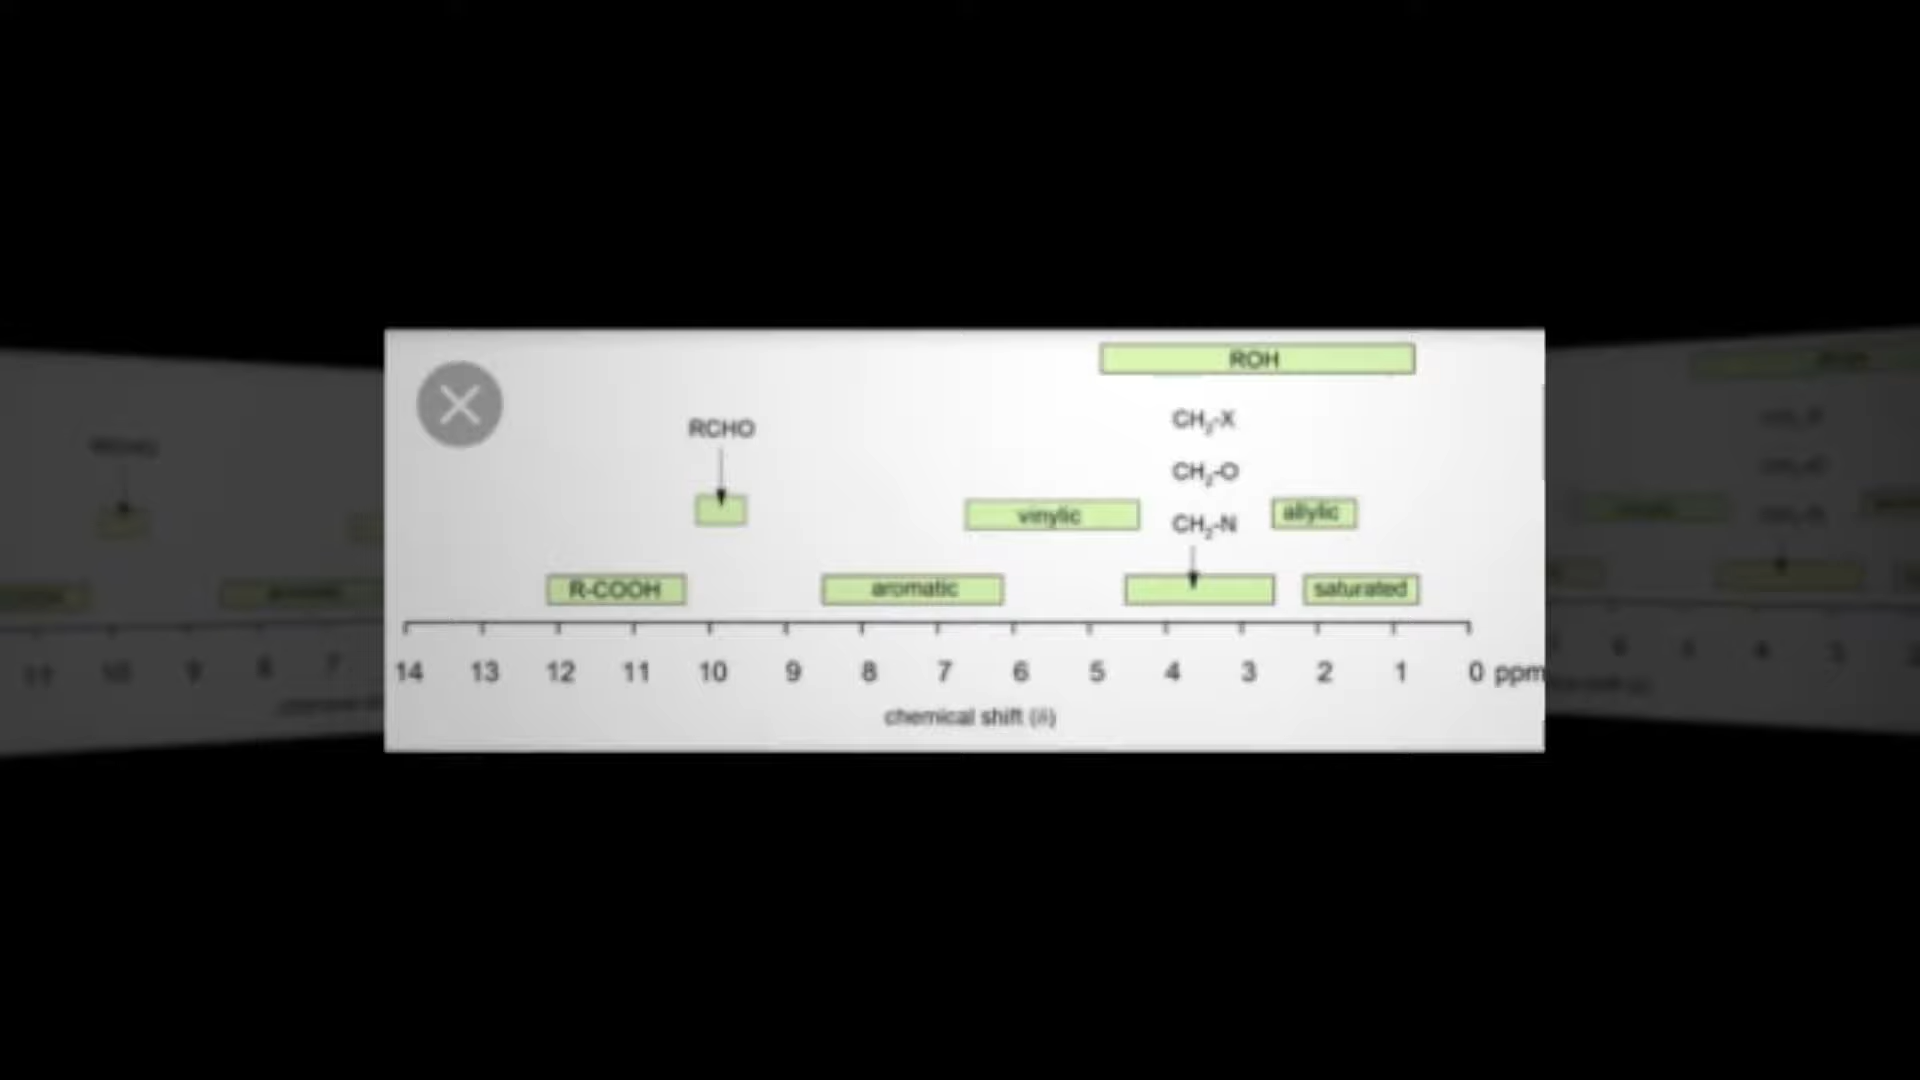 ROH
CH₂-X
RCHO
CH₂-O
vinylic
CH₂-N
allylic
R-COOH
aromatic
saturated
14 13 12 11 10 9 8 7 6 5 4 3 2 1 0 ppm
chemical shift (δ)